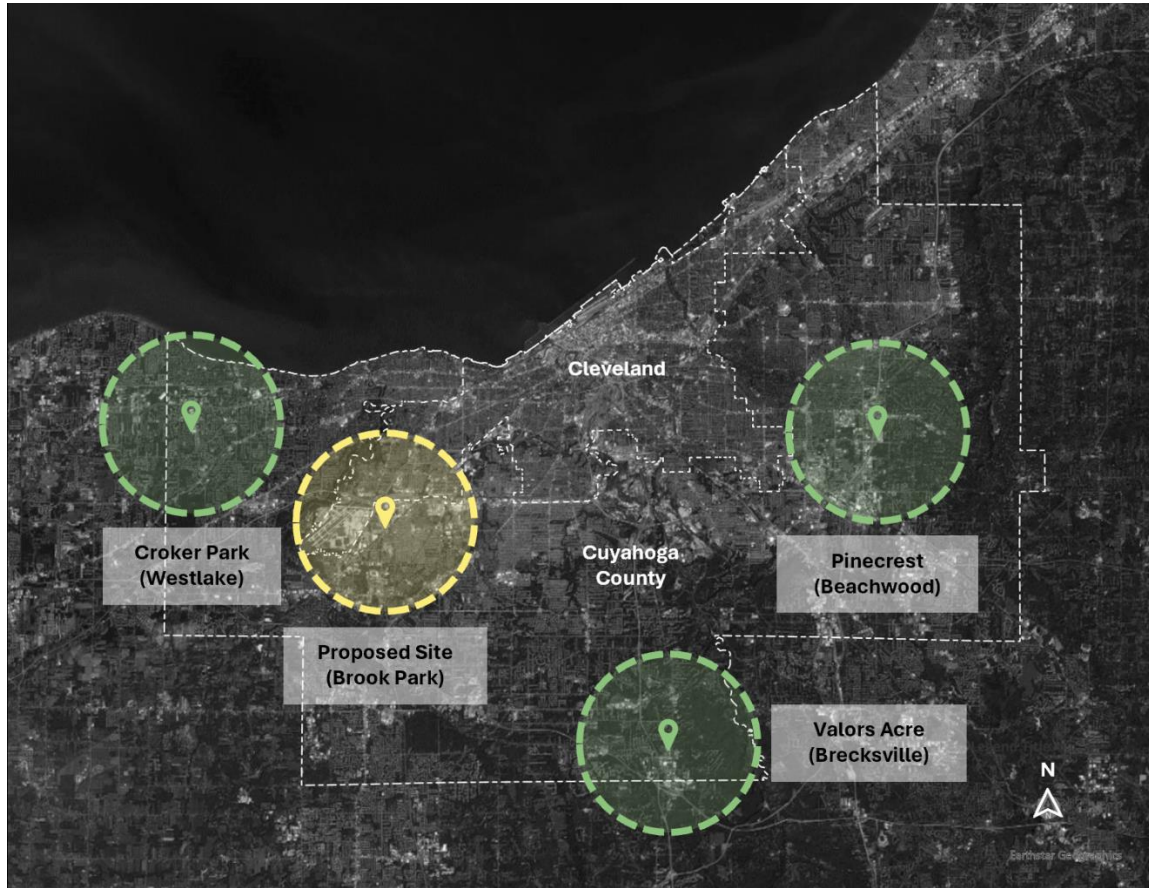 Cleveland
Croker Park
(Westlake)
Cuyahoga
County
Pinecrest
(Beachwood)
Proposed Site
(Brook Park)
Valors Acre
(Brecksville)
N
Earthstar Geographics